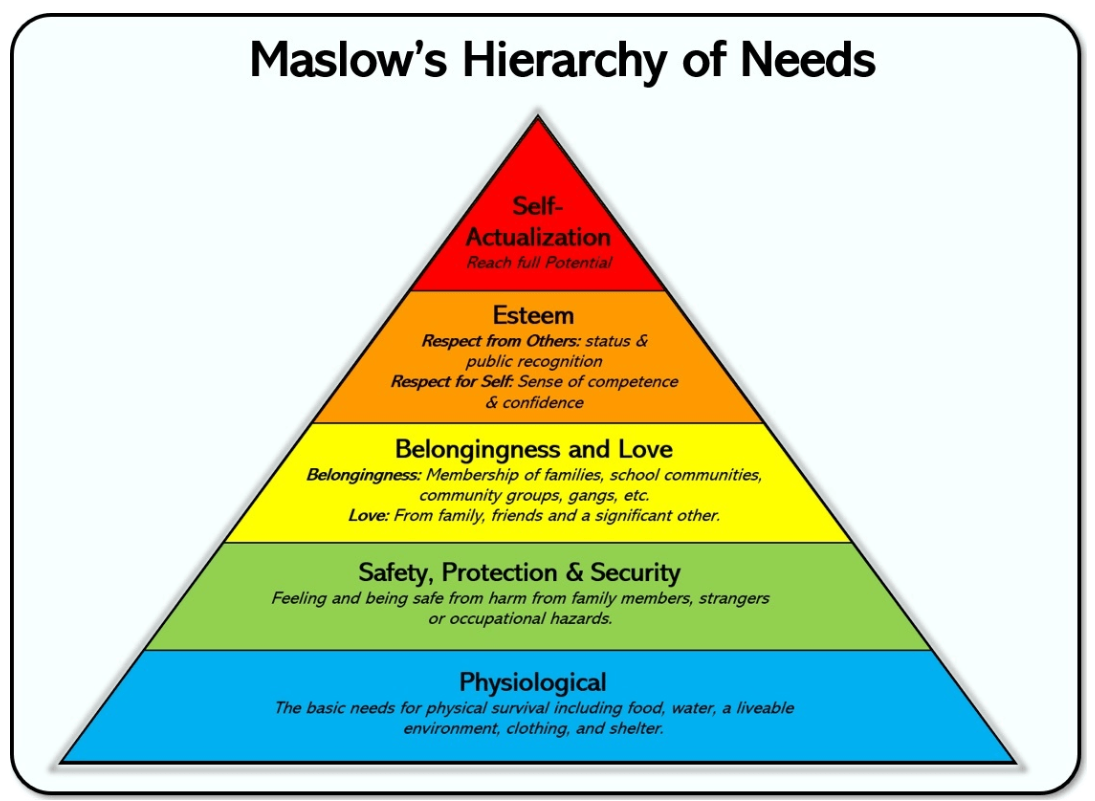 Maslow's Hierarchy of Needs
Self-
Actualization
Reach full Potential
Esteem
Respect from Others: status &
public recognition
Respect for Self: Sense of competence
& confidence
Belongingness and Love
Belongingness: Membership of families, school communities,
community groups, gangs, etc.
Love: From family, friends and a significant other.
Safety, Protection & Security
Feeling and being safe from harm from family members, strangers
or occupational hazards.
Physiological
The basic needs for physical survival including food, water, a liveable
environment, clothing, and shelter.